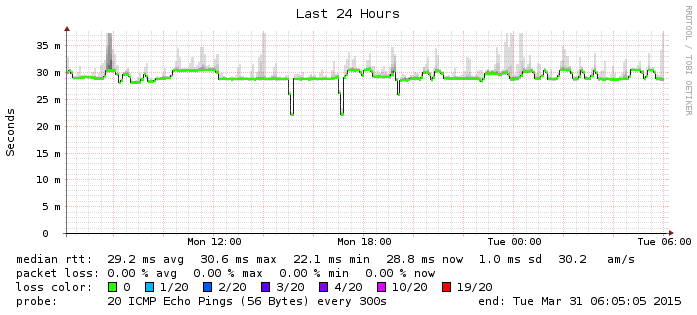 Last 24 Hours
RRDTOOL / TOBI OETIKER
Seconds
35 m
30 m
25 m
20 m
15 m
10 m
5 m
0
Mon 12:00 Mon 18:00 Tue 00:00 Tue 06:00
median rtt: 29.2 ms avg 30.6 ms max 22.1 ms min 28.8 ms now 1.0 ms sd 30.2 am/s
packet loss: 0.00 % avg 0.00 % max 0.00 % min 0.00 % now
loss color: 0 1/20 2/20 3/20 4/20 10/20 19/20
probe: 20 ICMP Echo Pings (56 Bytes) every 300s end: Tue Mar 31 06:05:05 2015